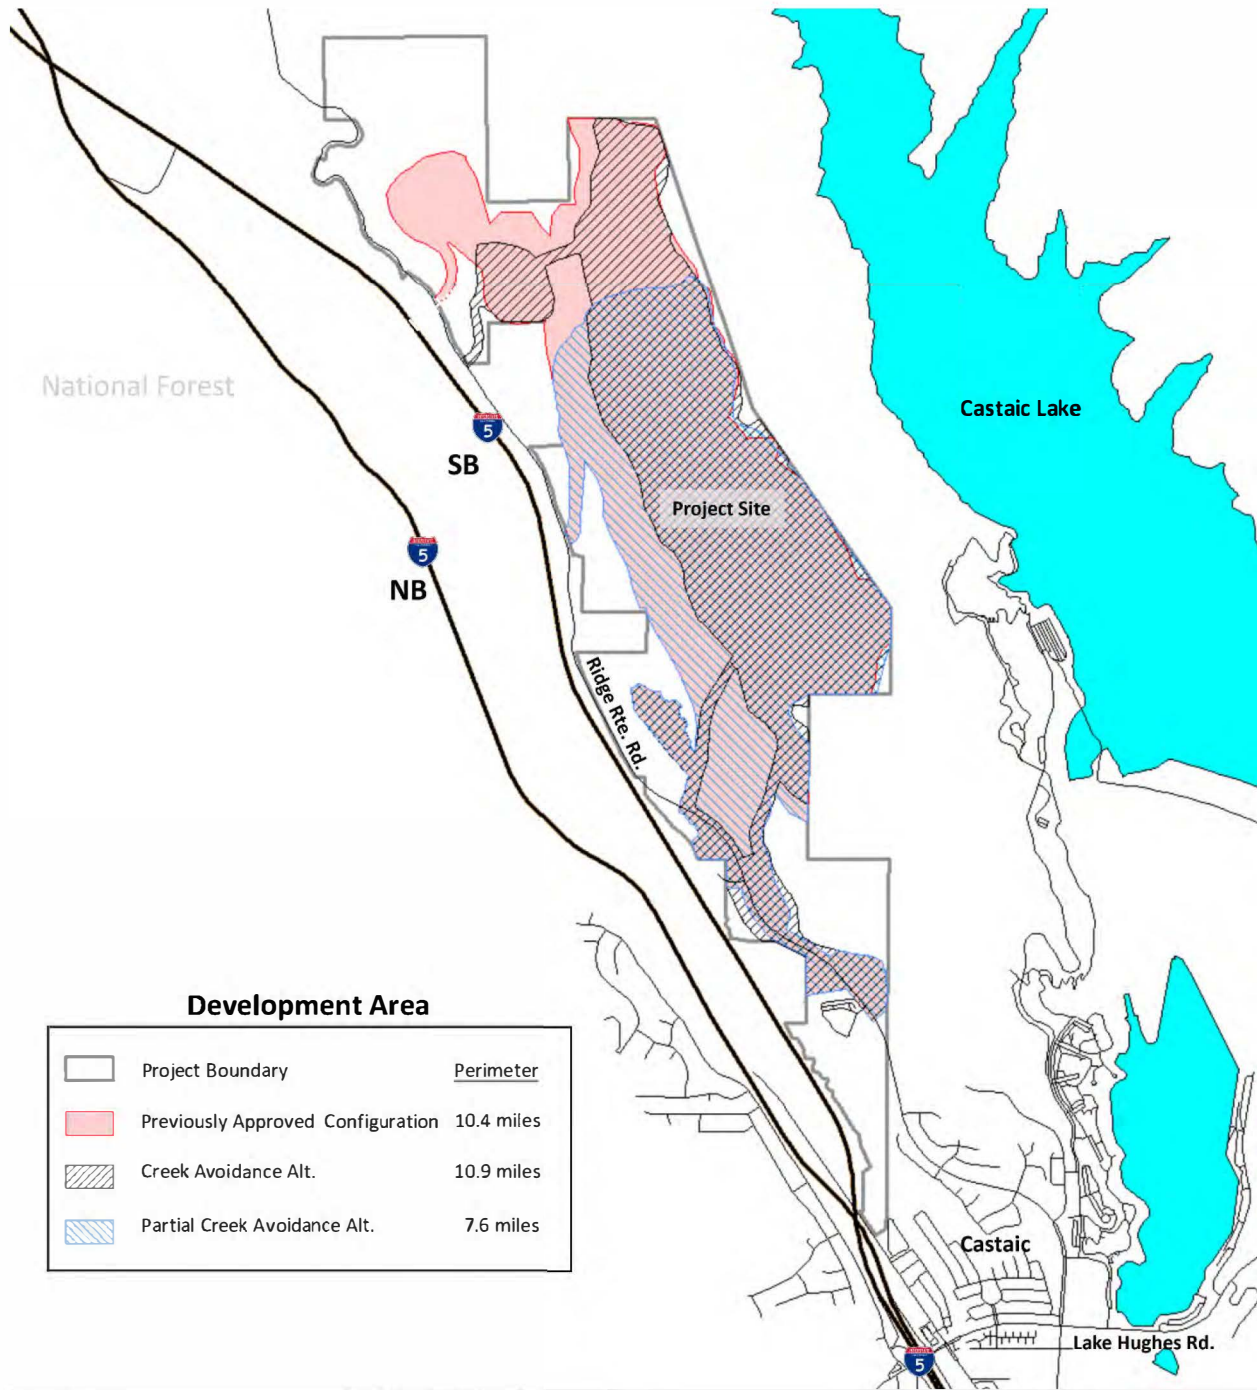 National Forest
Castaic Lake
5
SB
Project Site
5
NB
Ridge Rte. Rd.
Development Area
Project Boundary Perimeter
Previously Approved Configuration 10.4 miles
Creek Avoidance Alt. 10.9 miles
Partial Creek Avoidance Alt. 7.6 miles
Castaic
Lake Hughes Rd.
5